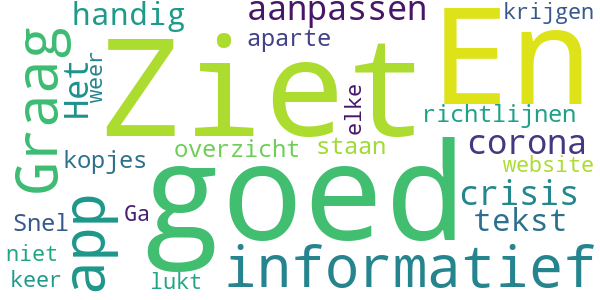 handig
aanpassen
krijgen
Graag
Het
weer
Ziet
aparte
En
elke
richtlijnen
kopjes
overzicht
staan
corona
website
goed
crisis
app
Snel
Ga
tekst
niet
informatief
keer
lukt